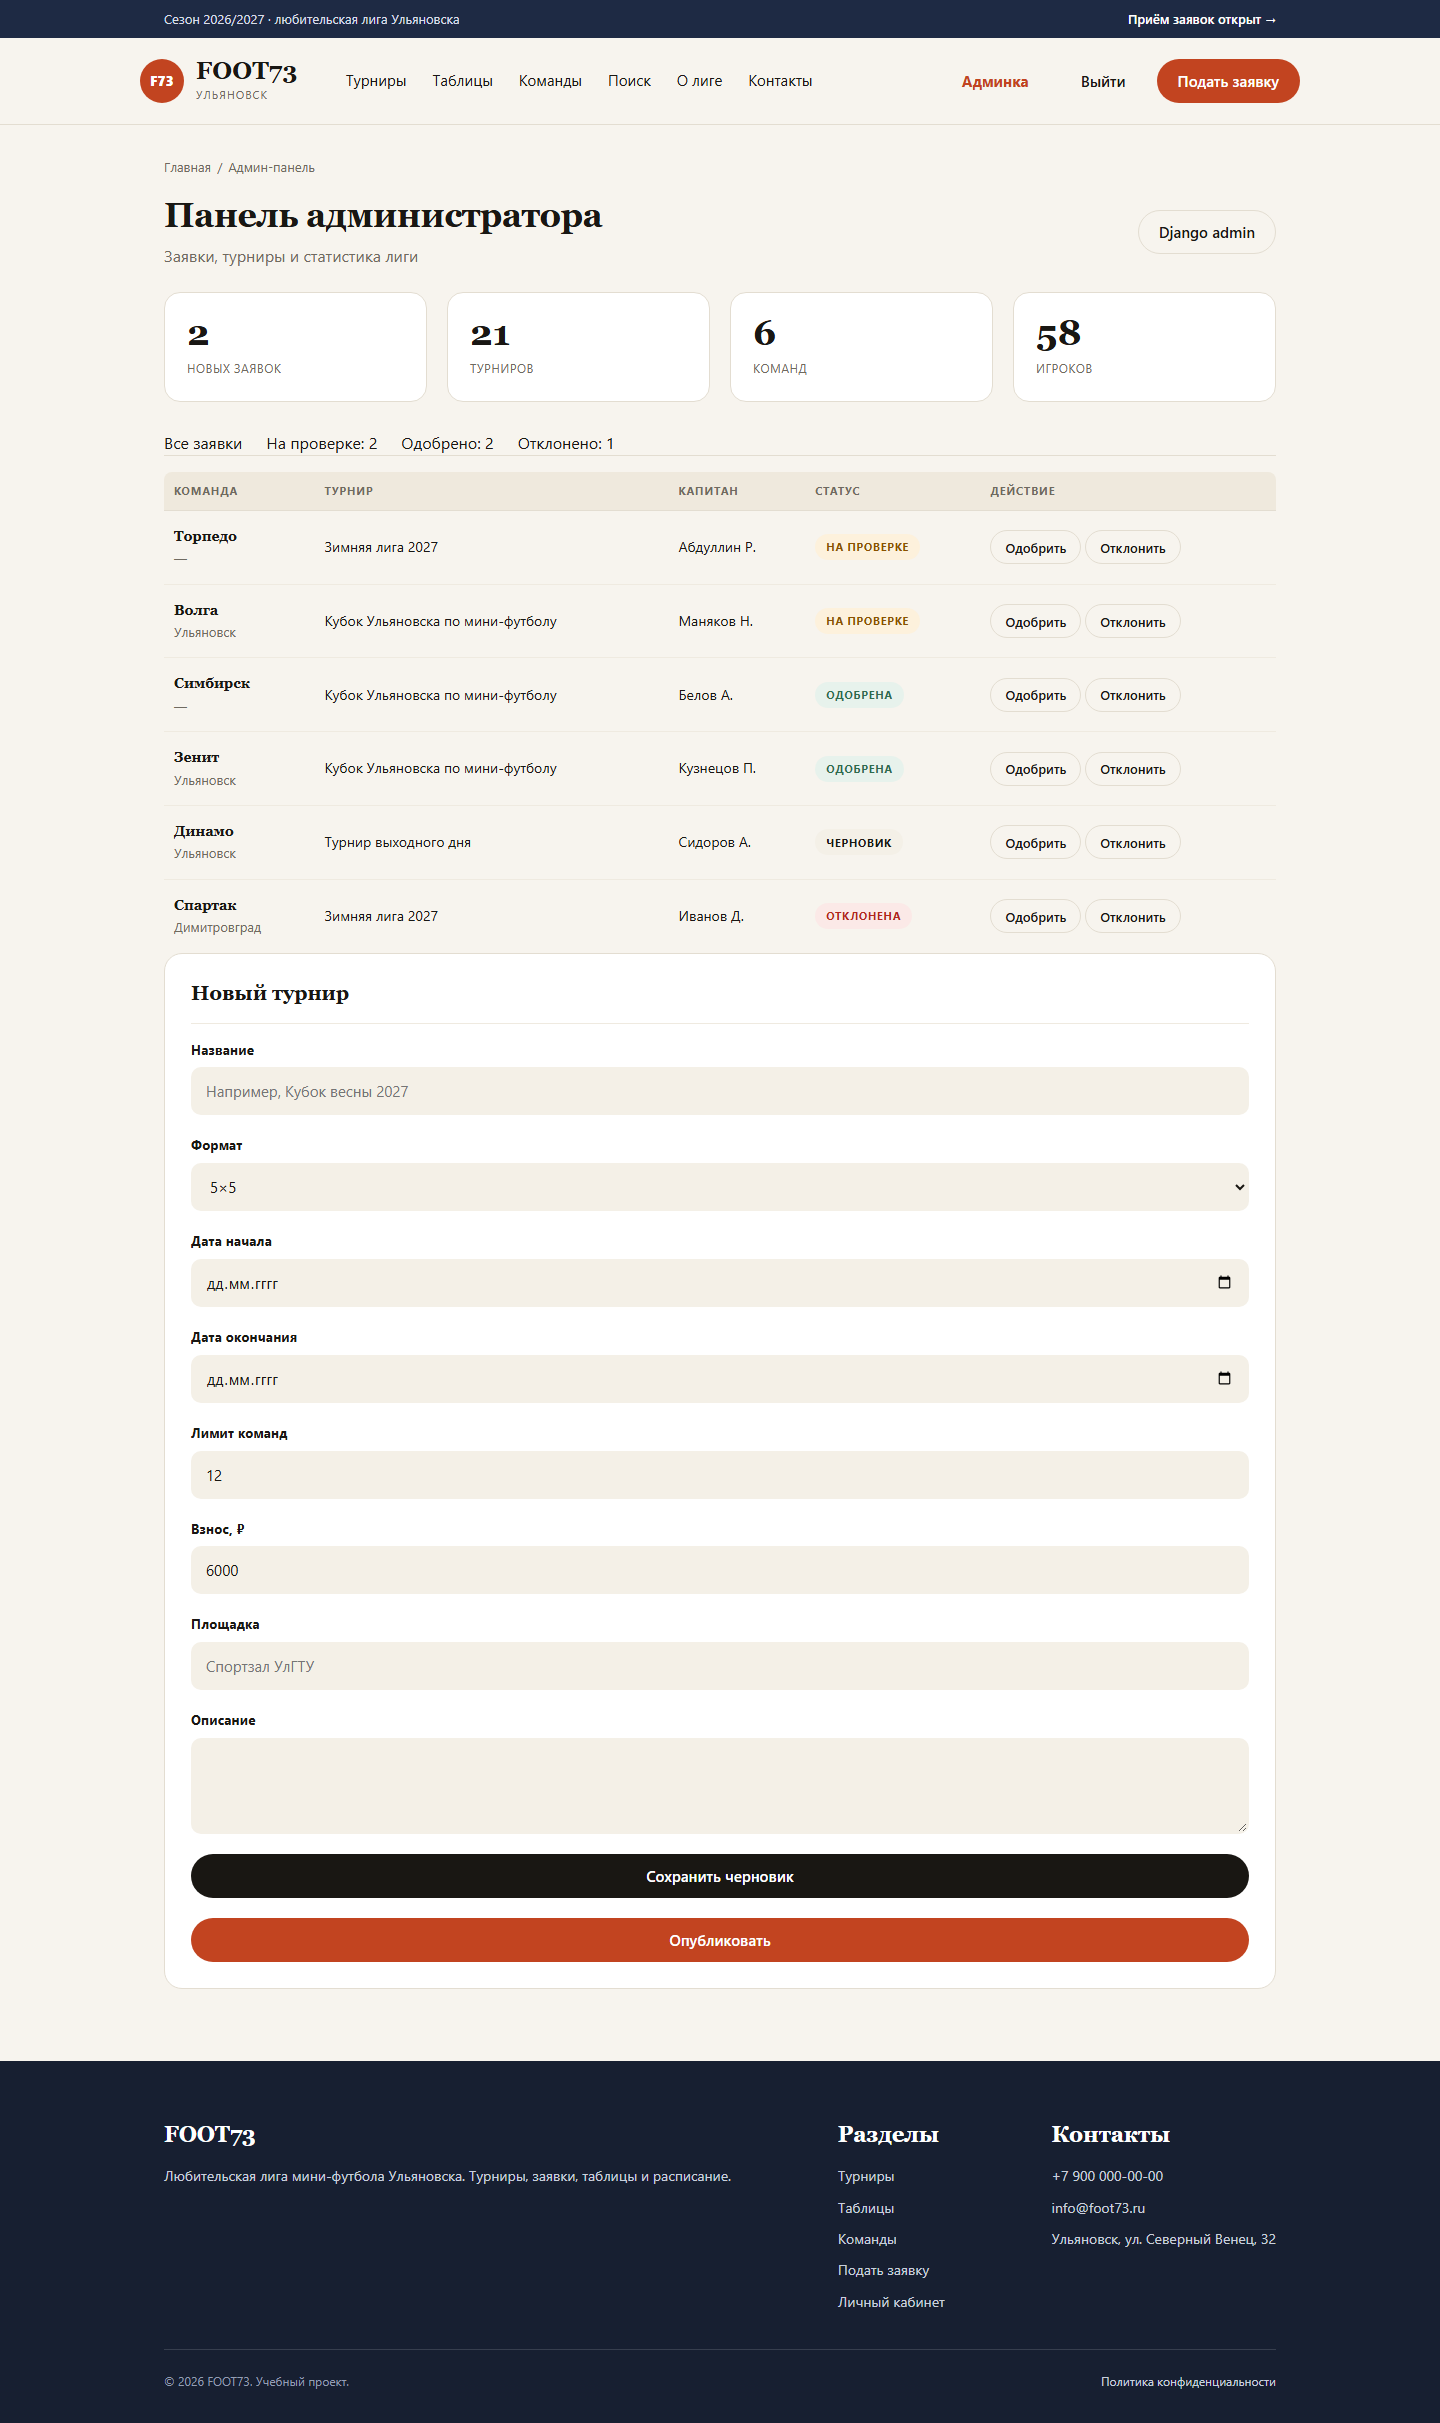 Сезон 2026/2027 · любительская лига Ульяновска
Приём заявок открыт →
F73
FOOT73
УЛЬЯНОВСК
Турниры
Таблицы
Команды
Поиск
О лиге
Контакты
Админка
Выйти
Подать заявку
Главная / Админ-панель
Панель администратора
Заявки, турниры и статистика лиги
Django admin
2
НОВЫХ ЗАЯВОК
21
ТУРНИРОВ
6
КОМАНД
58
ИГРОКОВ
Все заявки
На проверке: 2
Одобрено: 2
Отклонено: 1
КОМАНДА
ТУРНИР
КАПИТАН
СТАТУС
ДЕЙСТВИЕ
Торпедо
—
Зимняя лига 2027
Абдуллин Р.
НА ПРОВЕРКЕ
Одобрить
Отклонить
Волга
Ульяновск
Кубок Ульяновска по мини-футболу
Маняков Н.
НА ПРОВЕРКЕ
Одобрить
Отклонить
Симбирск
—
Кубок Ульяновска по мини-футболу
Белов А.
ОДОБРЕНА
Одобрить
Отклонить
Зенит
Ульяновск
Кубок Ульяновска по мини-футболу
Кузнецов П.
ОДОБРЕНА
Одобрить
Отклонить
Динамо
Ульяновск
Турнир выходного дня
Сидоров А.
ЧЕРНОВИК
Одобрить
Отклонить
Спартак
Димитровград
Зимняя лига 2027
Иванов Д.
ОТКЛОНЕНА
Одобрить
Отклонить
Новый турнир
Название
Например, Кубок весны 2027
Формат
5×5
Дата начала
дд.мм.гггг
Дата окончания
дд.мм.гггг
Лимит команд
12
Взнос, ₽
6000
Площадка
Спортзал УлГТУ
Описание
Сохранить черновик
Опубликовать
FOOT73
Любительская лига мини-футбола Ульяновска. Турниры, заявки, таблицы и расписание.
Разделы
Турниры
Таблицы
Команды
Подать заявку
Личный кабинет
Контакты
+7 900 000-00-00
info@foot73.ru
Ульяновск, ул. Северный Венец, 32
© 2026 FOOT73. Учебный проект.
Политика конфиденциальности